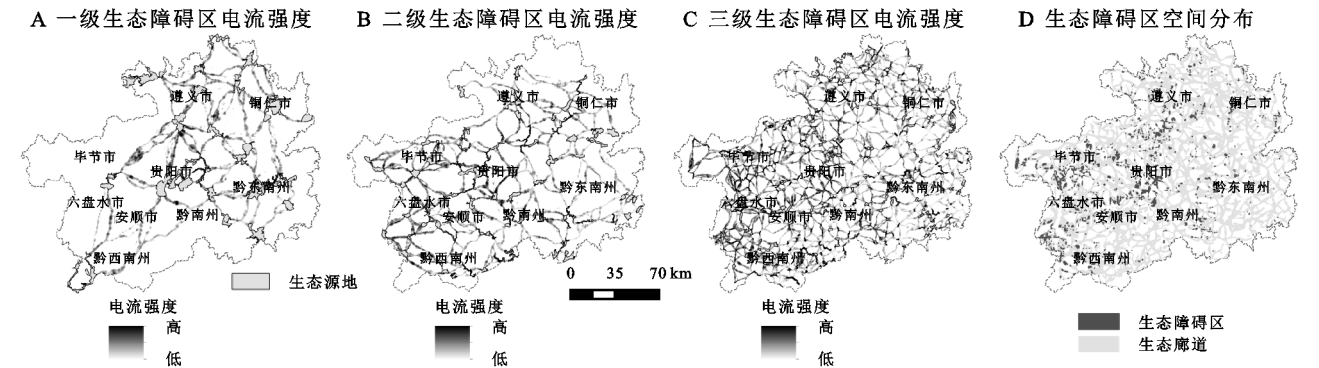 A 一级生态障碍区电流强度
遵义市
铜仁市
毕节市
贵阳市
黔东南州
六盘水市
安顺市
黔南州
黔西南州
生态源地
电流强度
高
低
B 二级生态障碍区电流强度
遵义市
铜仁市
毕节市
贵阳市
黔东南州
六盘水市
安顺市
黔南州
黔西南州
0 35 70 km
电流强度
高
低
C 三级生态障碍区电流强度
遵义市
铜仁市
毕节市
贵阳市
黔东南州
六盘水市
安顺市
黔南州
黔西南州
电流强度
高
低
D 生态障碍区空间分布
遵义市
铜仁市
毕节市
贵阳市
黔东南州
六盘水市
安顺市
黔南州
黔西南州
生态障碍区
生态廊道